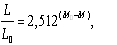 L/L₀ = 2,512^(M₀−M),